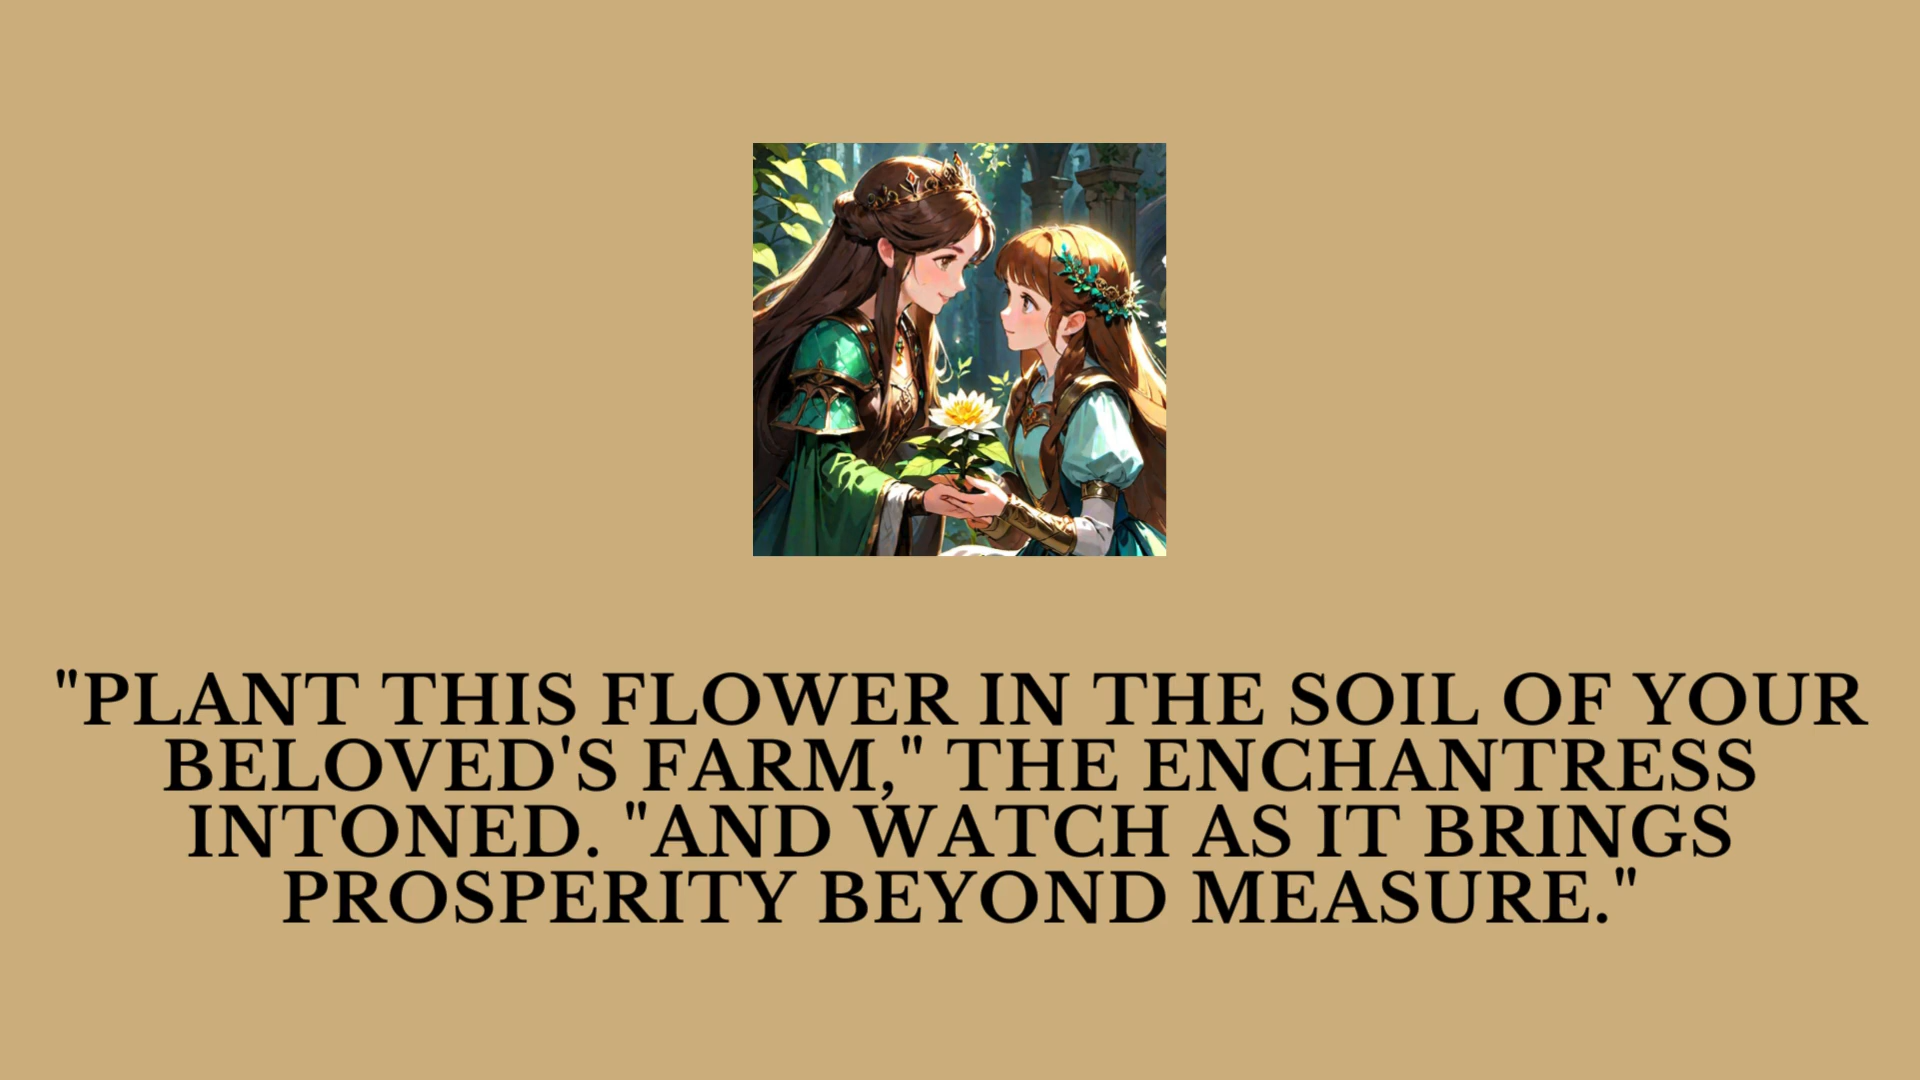 "PLANT THIS FLOWER IN THE SOIL OF YOUR
BELOVED'S FARM," THE ENCHANTRESS
INTONED. "AND WATCH AS IT BRINGS
PROSPERITY BEYOND MEASURE."